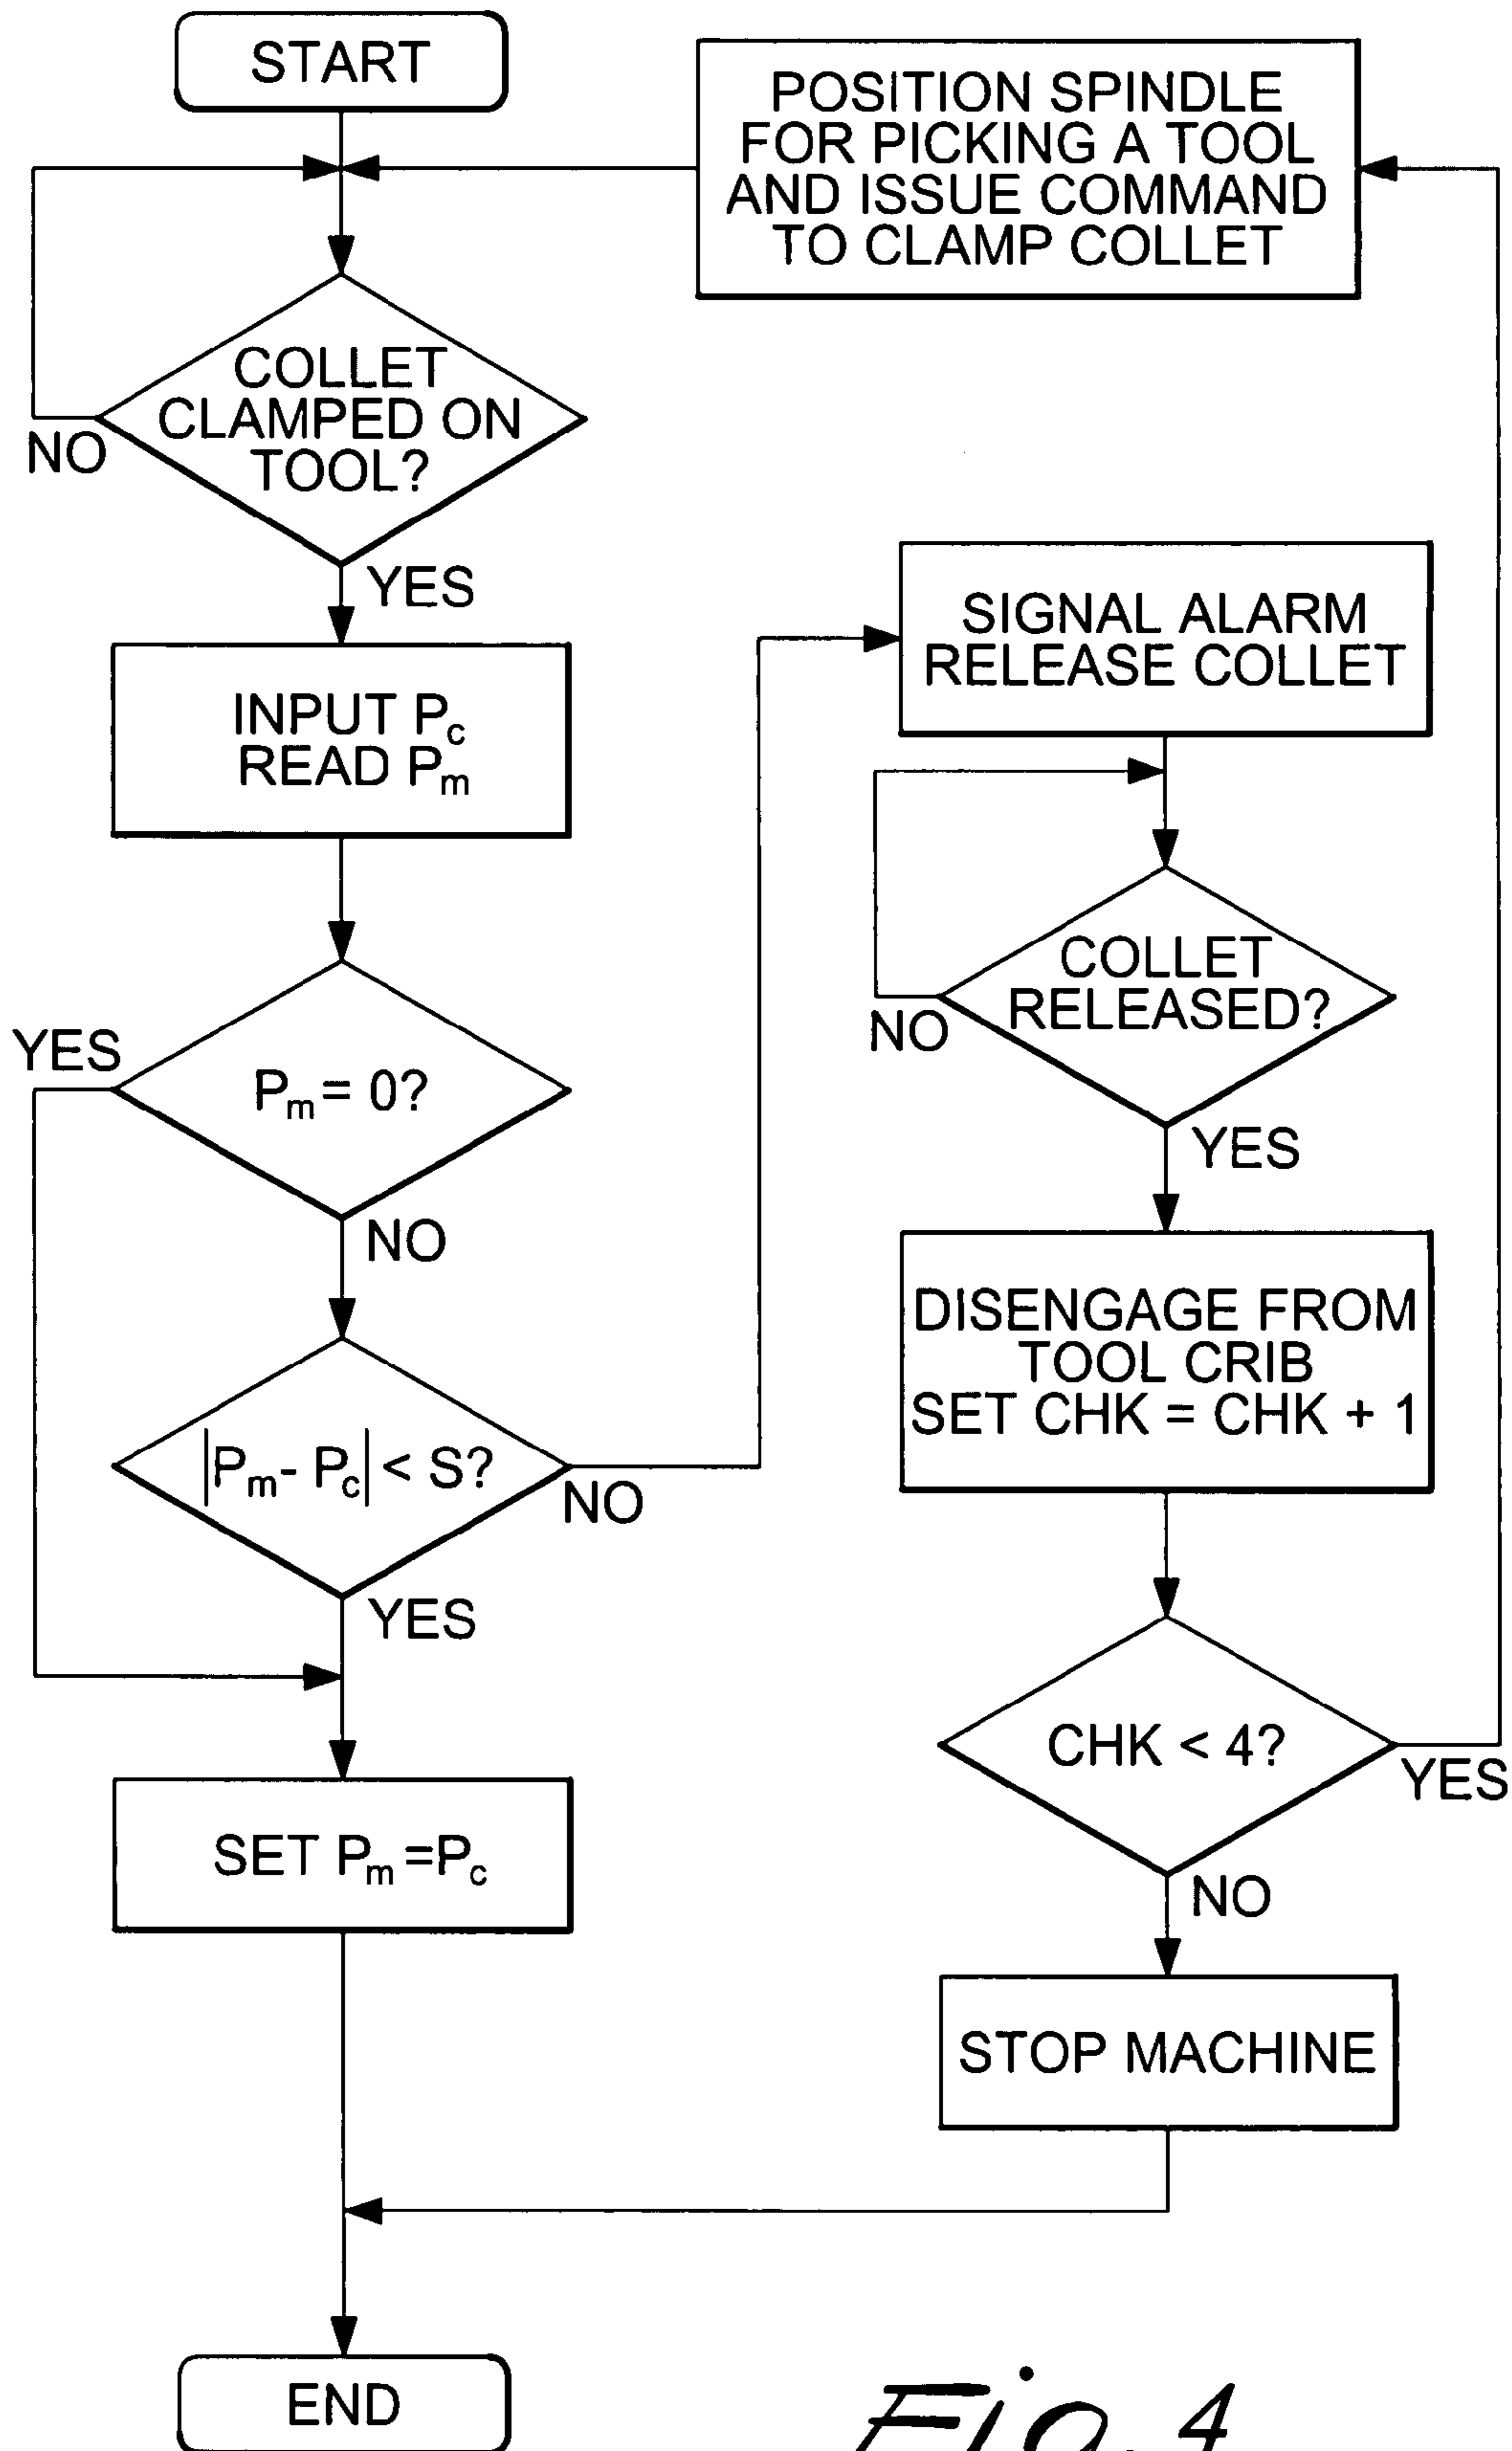 START
POSITION SPINDLE
FOR PICKING A TOOL
AND ISSUE COMMAND
TO CLAMP COLLET
COLLET
CLAMPED ON
TOOL?
NO
YES
INPUT Pc
READ Pm
YES
Pm = 0?
NO
|Pm - Pc| < S?
NO
YES
SET Pm = Pc
SIGNAL ALARM
RELEASE COLLET
COLLET
RELEASED?
NO
YES
DISENGAGE FROM
TOOL CRIB
SET CHK = CHK + 1
CHK < 4?
YES
NO
STOP MACHINE
END
Fig. 4